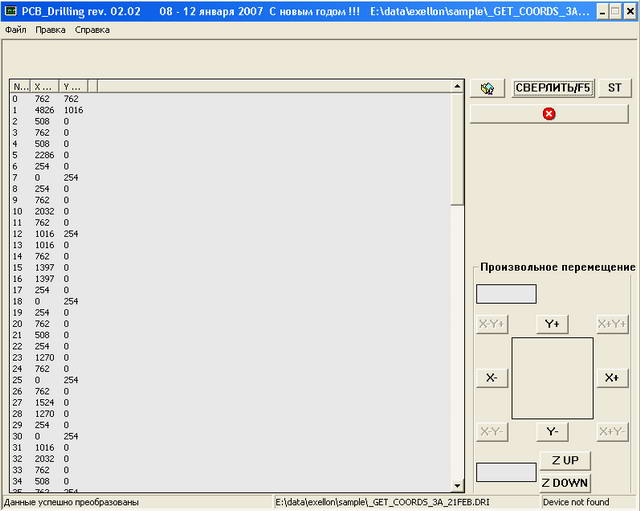 PCB_Drilling rev. 02.02 08 - 12 января 2007 С новым годом !!! E:\data\exellon\sample\_GET_COORDS_3A...
Файл Правка Справка
N... X ... Y ...
0 762 762
1 4826 1016
2 508 0
3 762 0
4 508 0
5 2286 0
6 254 0
7 0 254
8 254 0
9 762 0
10 2032 0
11 762 0
12 1016 254
13 1016 0
14 762 0
15 1397 0
16 1397 0
17 254 0
18 0 254
19 254 0
20 762 0
21 508 0
22 254 0
23 1270 0
24 762 0
25 0 254
26 762 0
27 1524 0
28 1270 0
29 254 0
30 0 254
31 1016 0
32 2032 0
33 762 0
34 508 0
35 762 254
СВЕРЛИТЬ/F5 ST
Произвольное перемещение
X-Y+ Y+ X+Y+
X- X+
X-Y- Y- X+Y-
Z UP
Z DOWN
Данные успешно преобразованы E:\data\exellon\sample\_GET_COORDS_3A_21FEB.DRI Device not found